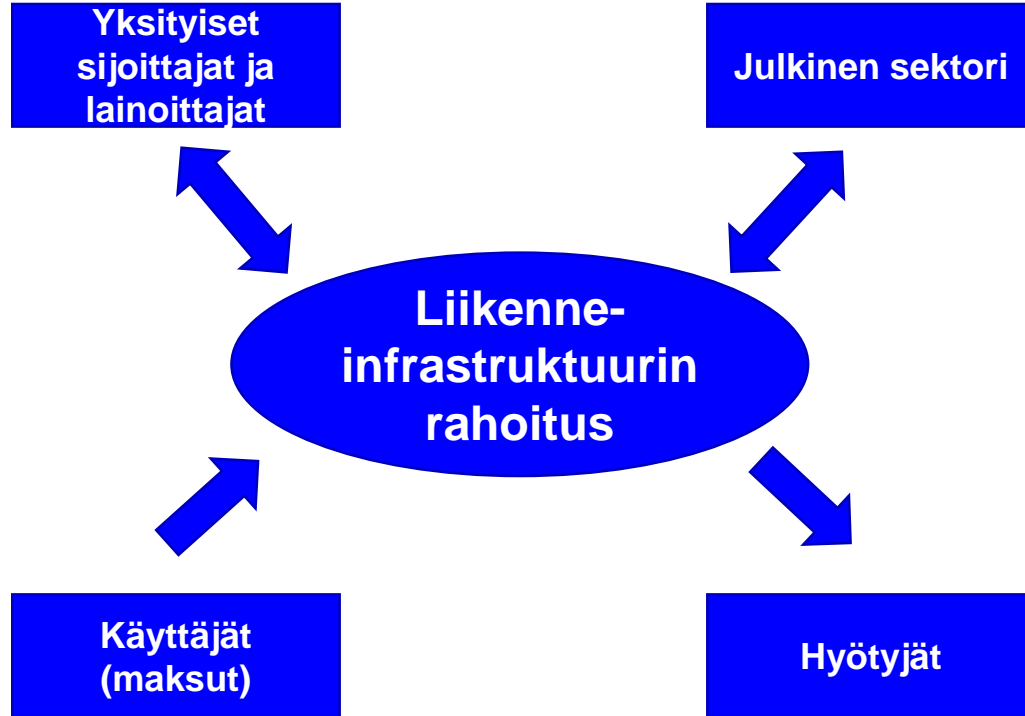 Yksityiset
sijoittajat ja
lainoittajat
Julkinen sektori
Liikenne-
infrastruktuurin
rahoitus
Käyttäjät
(maksut)
Hyötyjät